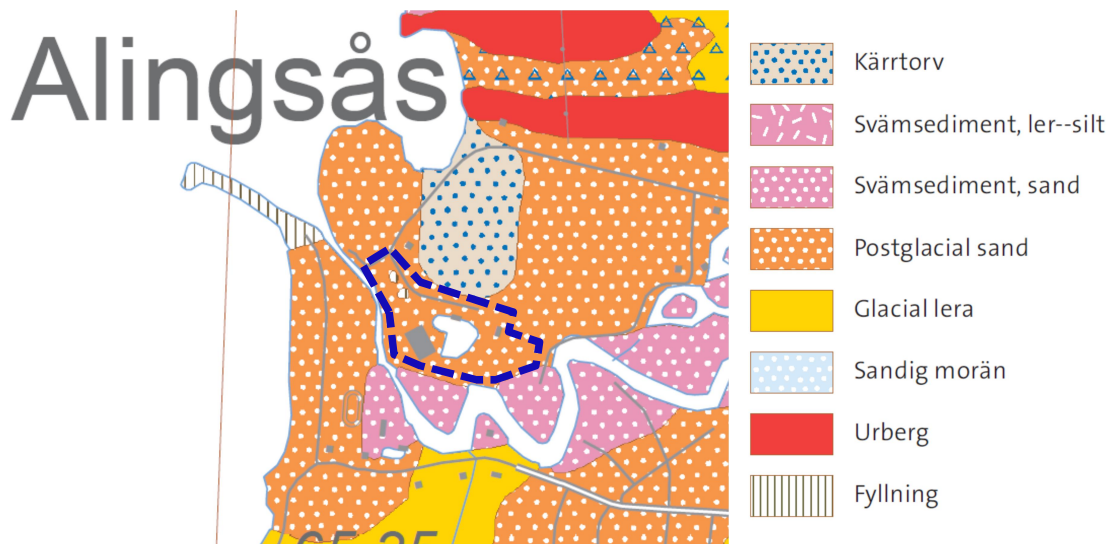 Alingsås
Kärrtorv
Svämsediment, ler--silt
Svämsediment, sand
Postglacial sand
Glacial lera
Sandig morän
Urberg
Fyllning